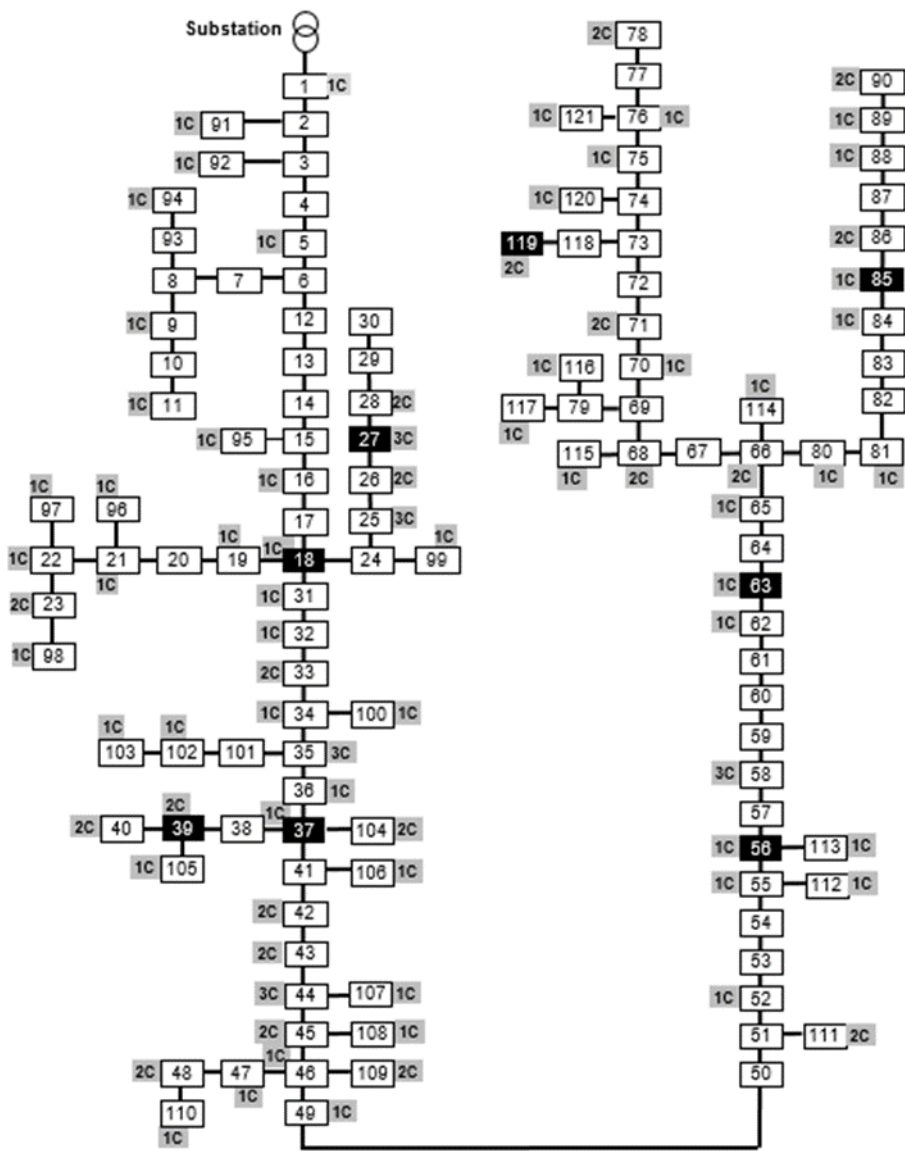 Substation
2C 78
77
1 1C
2C 90
1C 91 2
1C 121 76 1C
1C 89
1C 92 3
1C 75
1C 88
1C 94 4
1C 120 74
87
93 1C 5
119 118 73
2C 86
2C
8 7 6
72
1C 85
1C 9 12 30
2C 71
1C 84
10 13 29
1C 116 70 1C
83
1C 11 14 28 2C
117 79 69
1C
114
82
1C
1C 95 15 27 3C
115 68 67 66 80 81
1C 2C 2C 1C 1C
1C 16 26 2C
1C 1C
97 96
17 25 3C
1C 65
1C 1C 1C
1C 22 21 20 19 18 24 99
64
1C
2C 23
1C 31
1C 63
1C 98
1C 32
1C 62
2C 33
61
1C 34 100 1C
60
1C 1C
103 102 101 35 3C
59
36 1C
3C 58
2C 1C
57
2C 40 39 38 37 104 2C
1C 56 113 1C
1C 105 41 106 1C
1C 55 112 1C
2C 42
54
2C 43
53
3C 44 107 1C
1C 52
2C 45 108 1C
51 111 2C
1C
2C 48 47 46 109 2C
50
1C
110 49 1C
1C